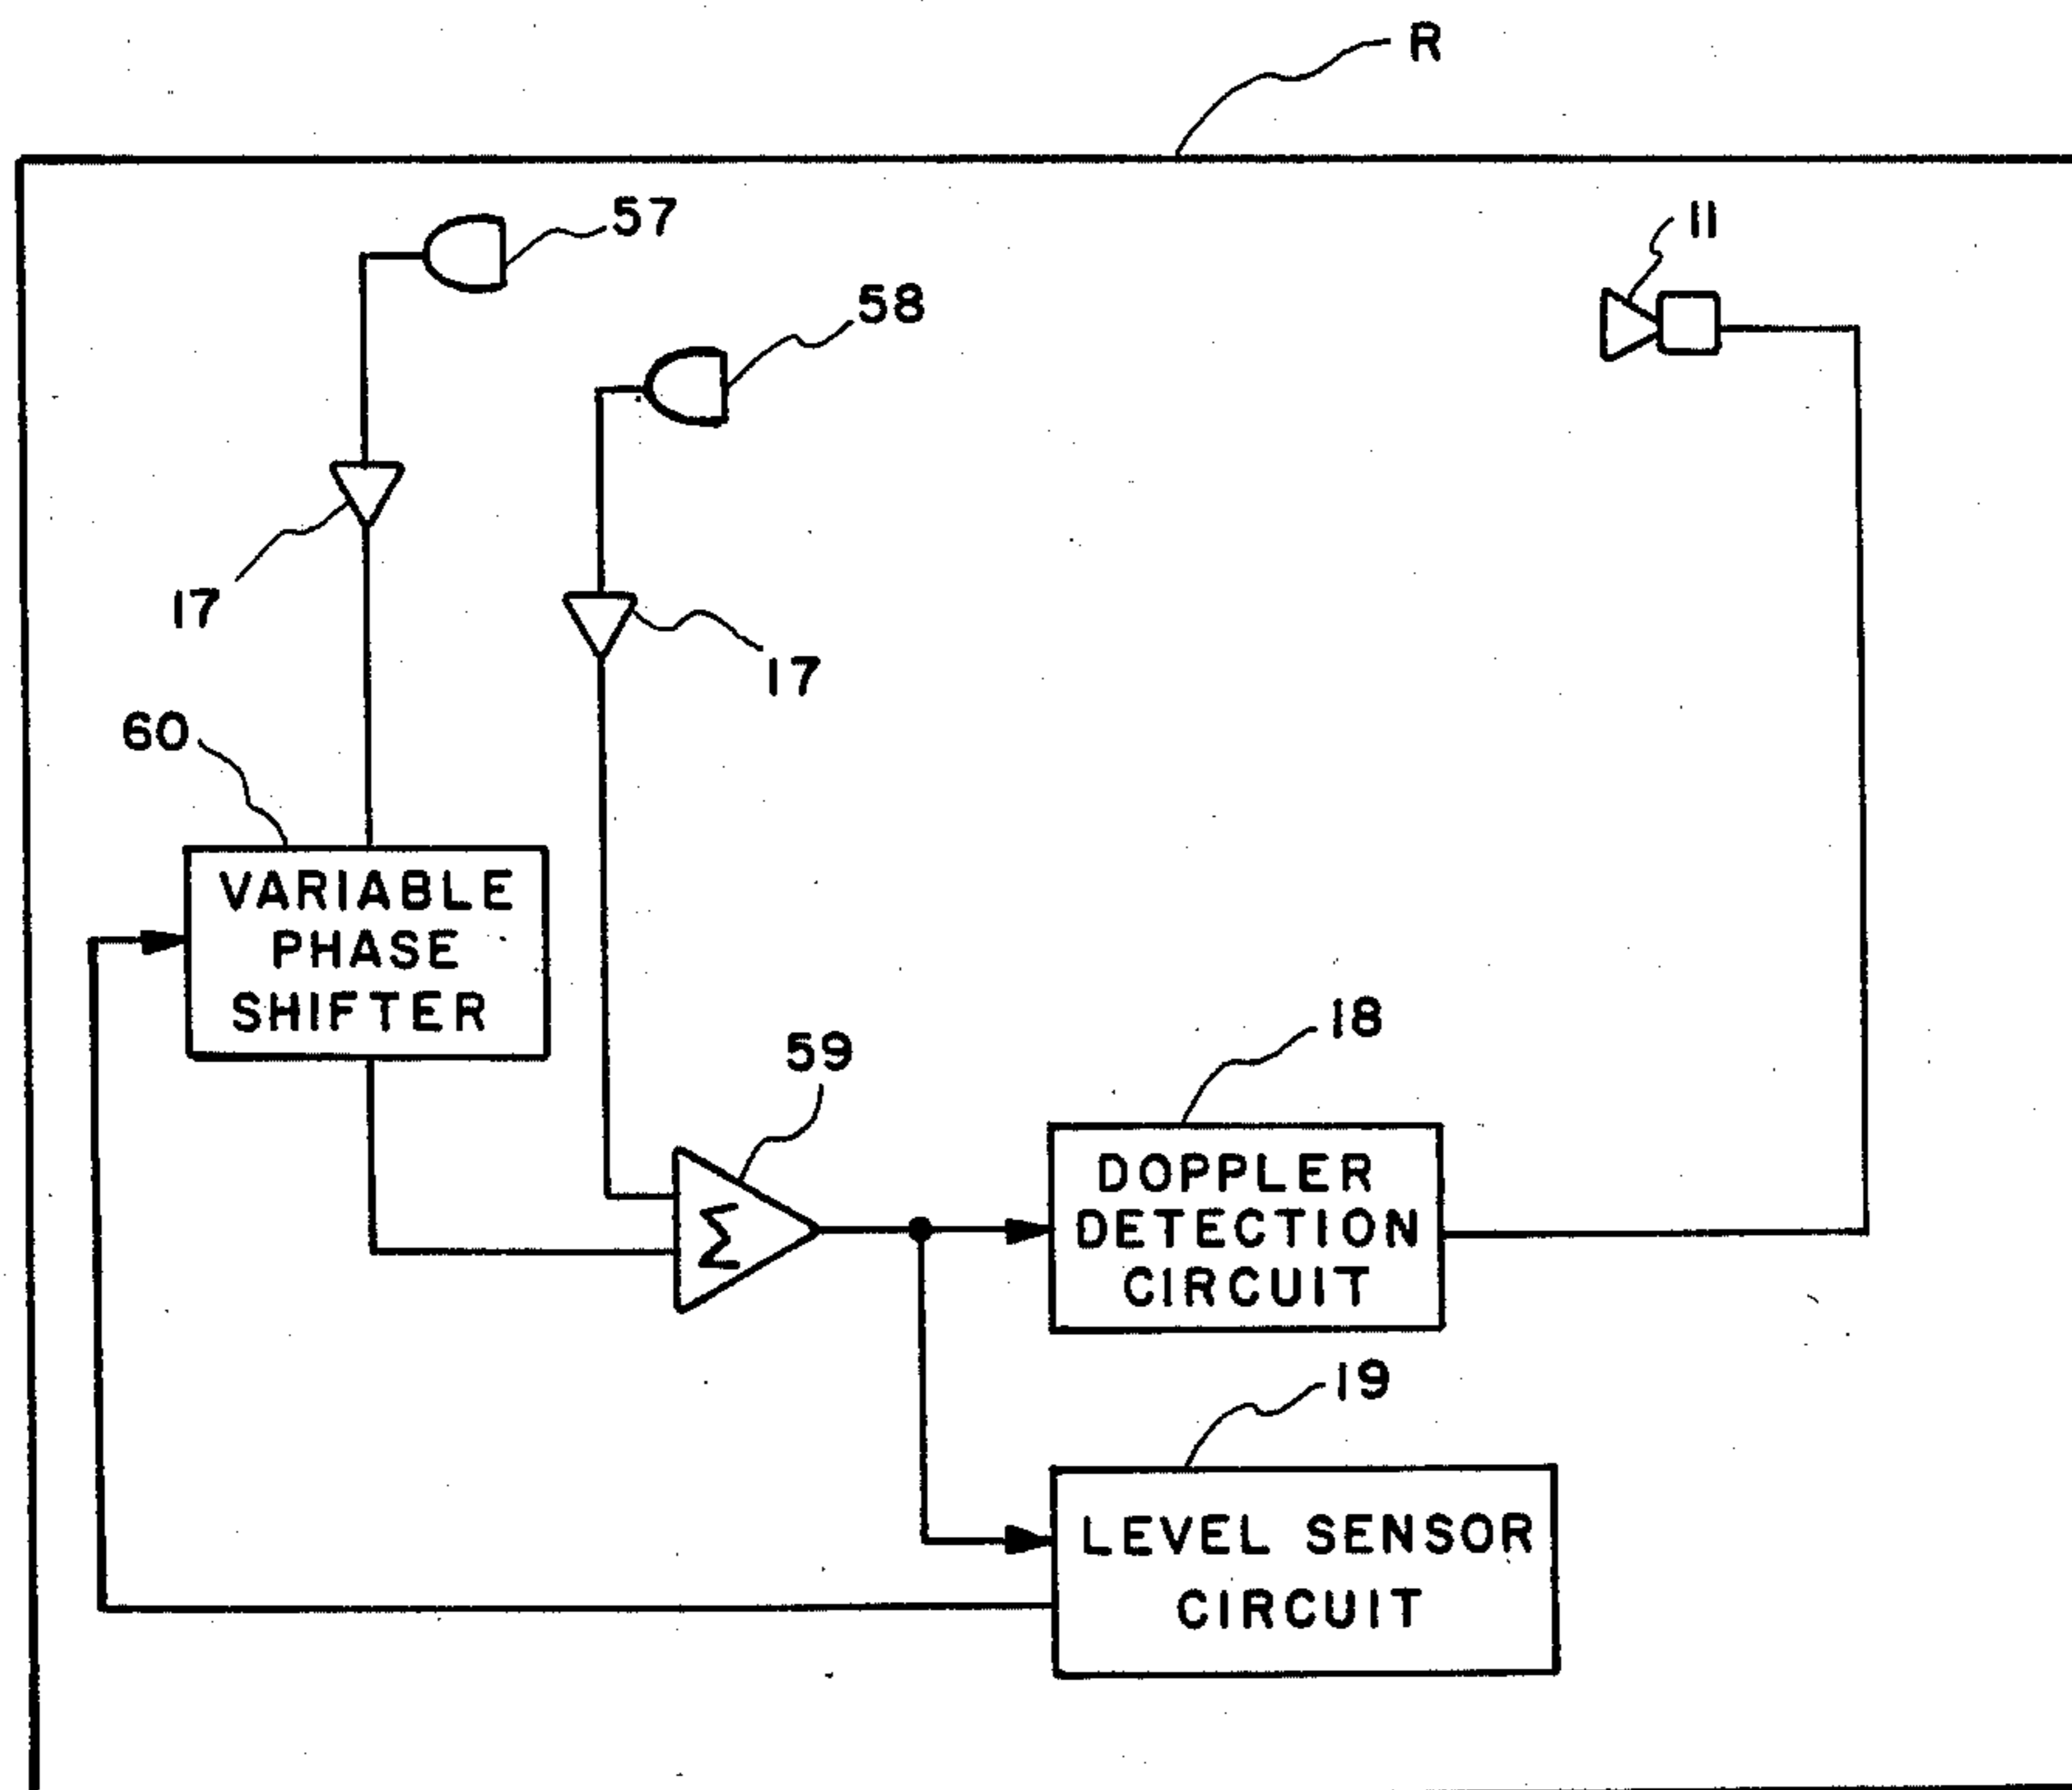 R
57
11
58
17
17
60
VARIABLE
PHASE
SHIFTER
18
59
DOPPLER
DETECTION
CIRCUIT
Σ
19
LEVEL SENSOR
CIRCUIT